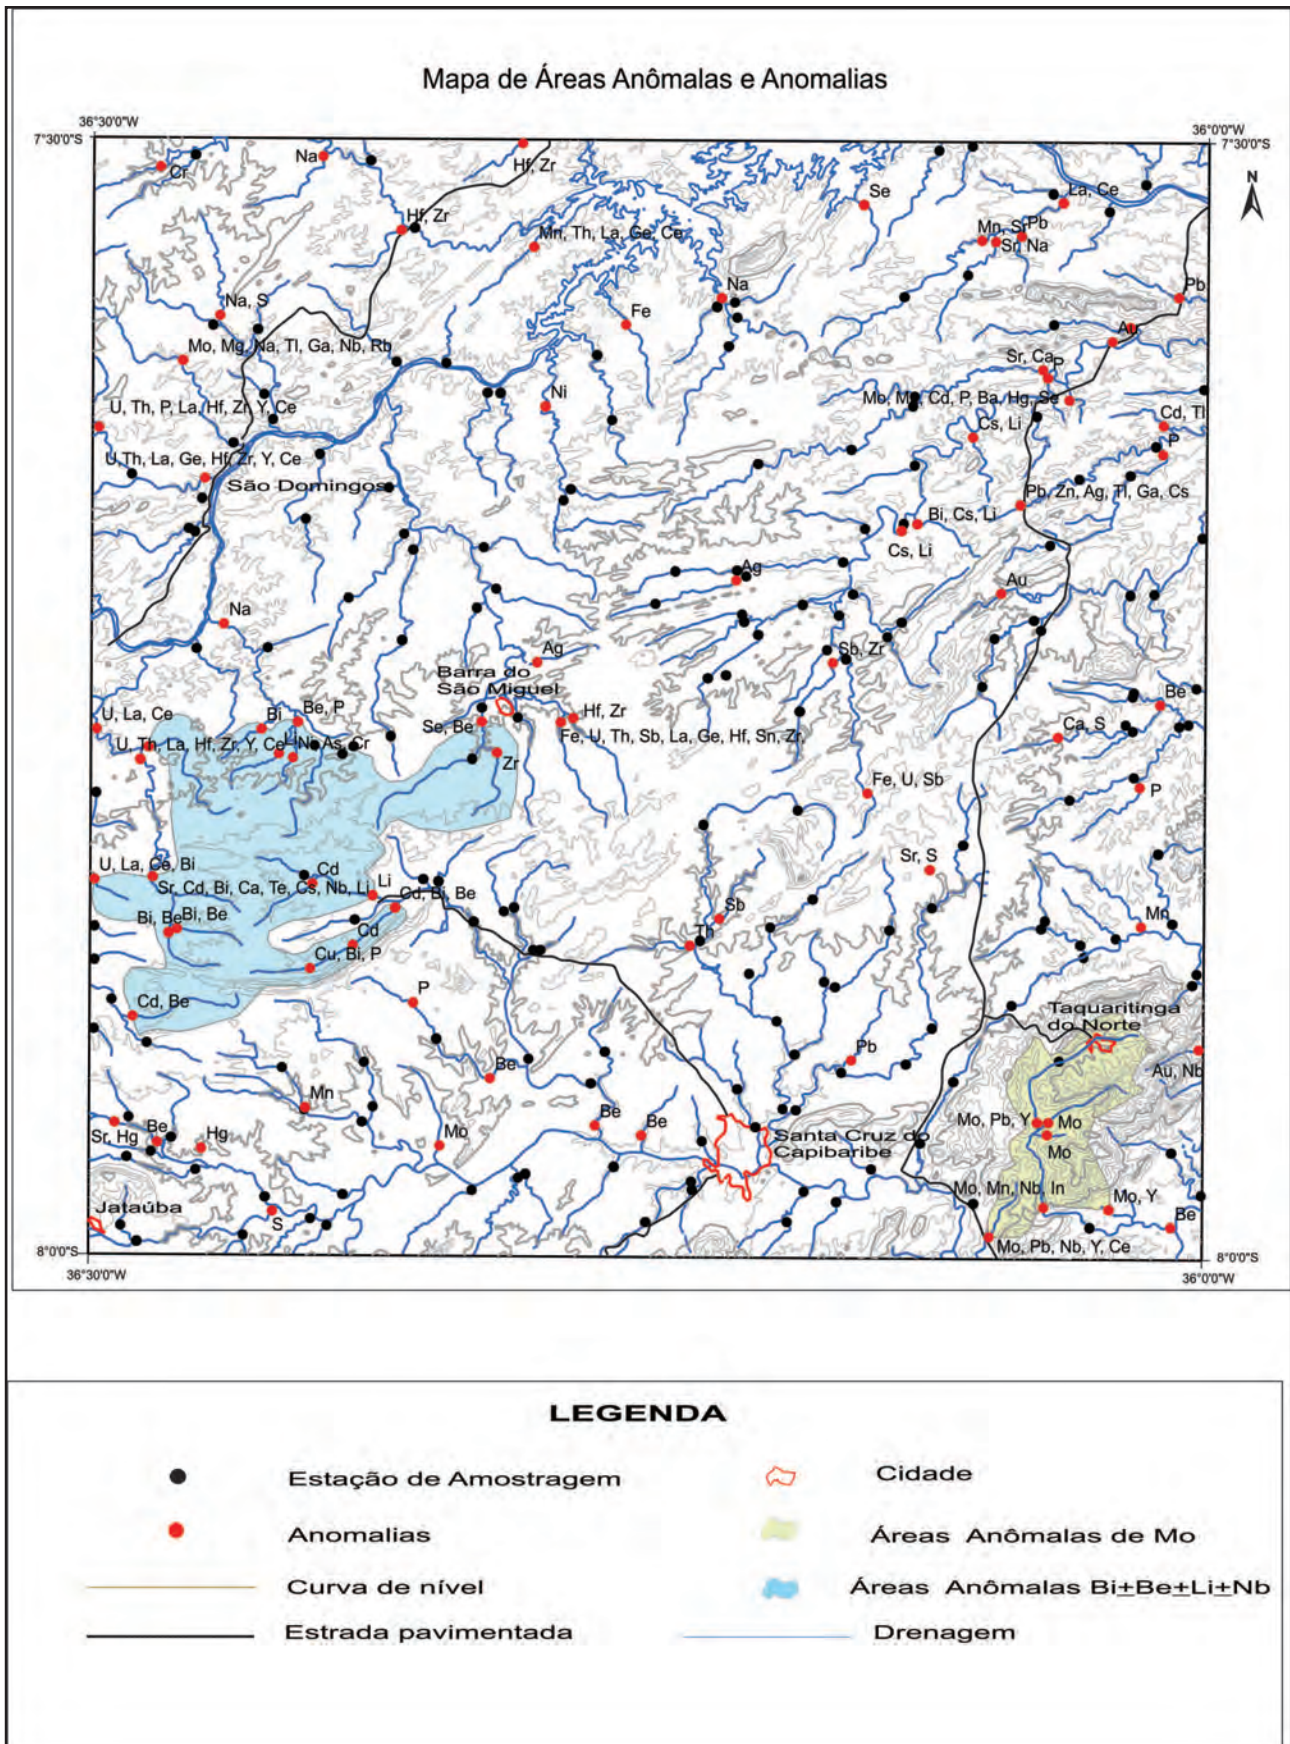 Mapa de Áreas Anômalas e Anomalias
36°30'0"W
36°0'0"W
7°30'0"S
7°30'0"S
N
Cr
Na
Hf, Zr
Se
La, Ce
Hf, Zr
Mn, Th, La, Ge, Ce
Mn, Sr
Pb
Sn
Na
Na, S
Na
Pb
Fe
Au
Mo, Mg, Na, Tl, Ga, Nb, Rb
Sr, Ca
P
U, Th, P, La, Hf, Zr, Y, Ce
Ni
Cd, P, Ba, Hg, Se
Cs, Li
Cd, Tl
P
U,Th, La, Ge, Hf, Zr, Y, Ce
São Domingos
Pb, Zn, Ag, Tl, Ga, Cs
Bi, Cs, Li
Cs, Li
Ag
Au
Na
Ag
Sb, Zr
Barra do
São Miguel
Be
U, La, Ce
Bi
Be, P
Se, Be
Hf, Zr
Ca, S
U, Th, La, Hf, Zr, Y, Ce
Li
Ni, As, Cr
Fe, U, Th, Sb, La, Ge, Hf, Sn, Zr,
Zr
Fe, U, Sb
P
U, La, Ce, Bi
Cd
Sr, S
Sr, Cd, Bi, Ca, Te, Cs, Nb, Li
Li
Cd, Bi, Be
Bi, Be
Bi, Be
Sb
Mn
Cd
Th
Cu, Bi, P
Cd, Be
P
Taquaritinga
do Norte
Pb
Be
Au, Nb
Mn
Be
Be
Mo, Pb, Y
Mo
Sr, Hg
Be
Hg
Mo
Mo
Santa Cruz do
Capibaribe
Mo, Mn, Nb, In
Mo, Y
Jataúba
S
Be
Mo, Pb, Nb, Y, Ce
8°0'0"S
8°0'0"S
36°30'0"W
36°0'0"W
LEGENDA
Estação de Amostragem
Cidade
Anomalias
Áreas Anômalas de Mo
Curva de nível
Áreas Anômalas Bi±Be±Li±Nb
Estrada pavimentada
Drenagem